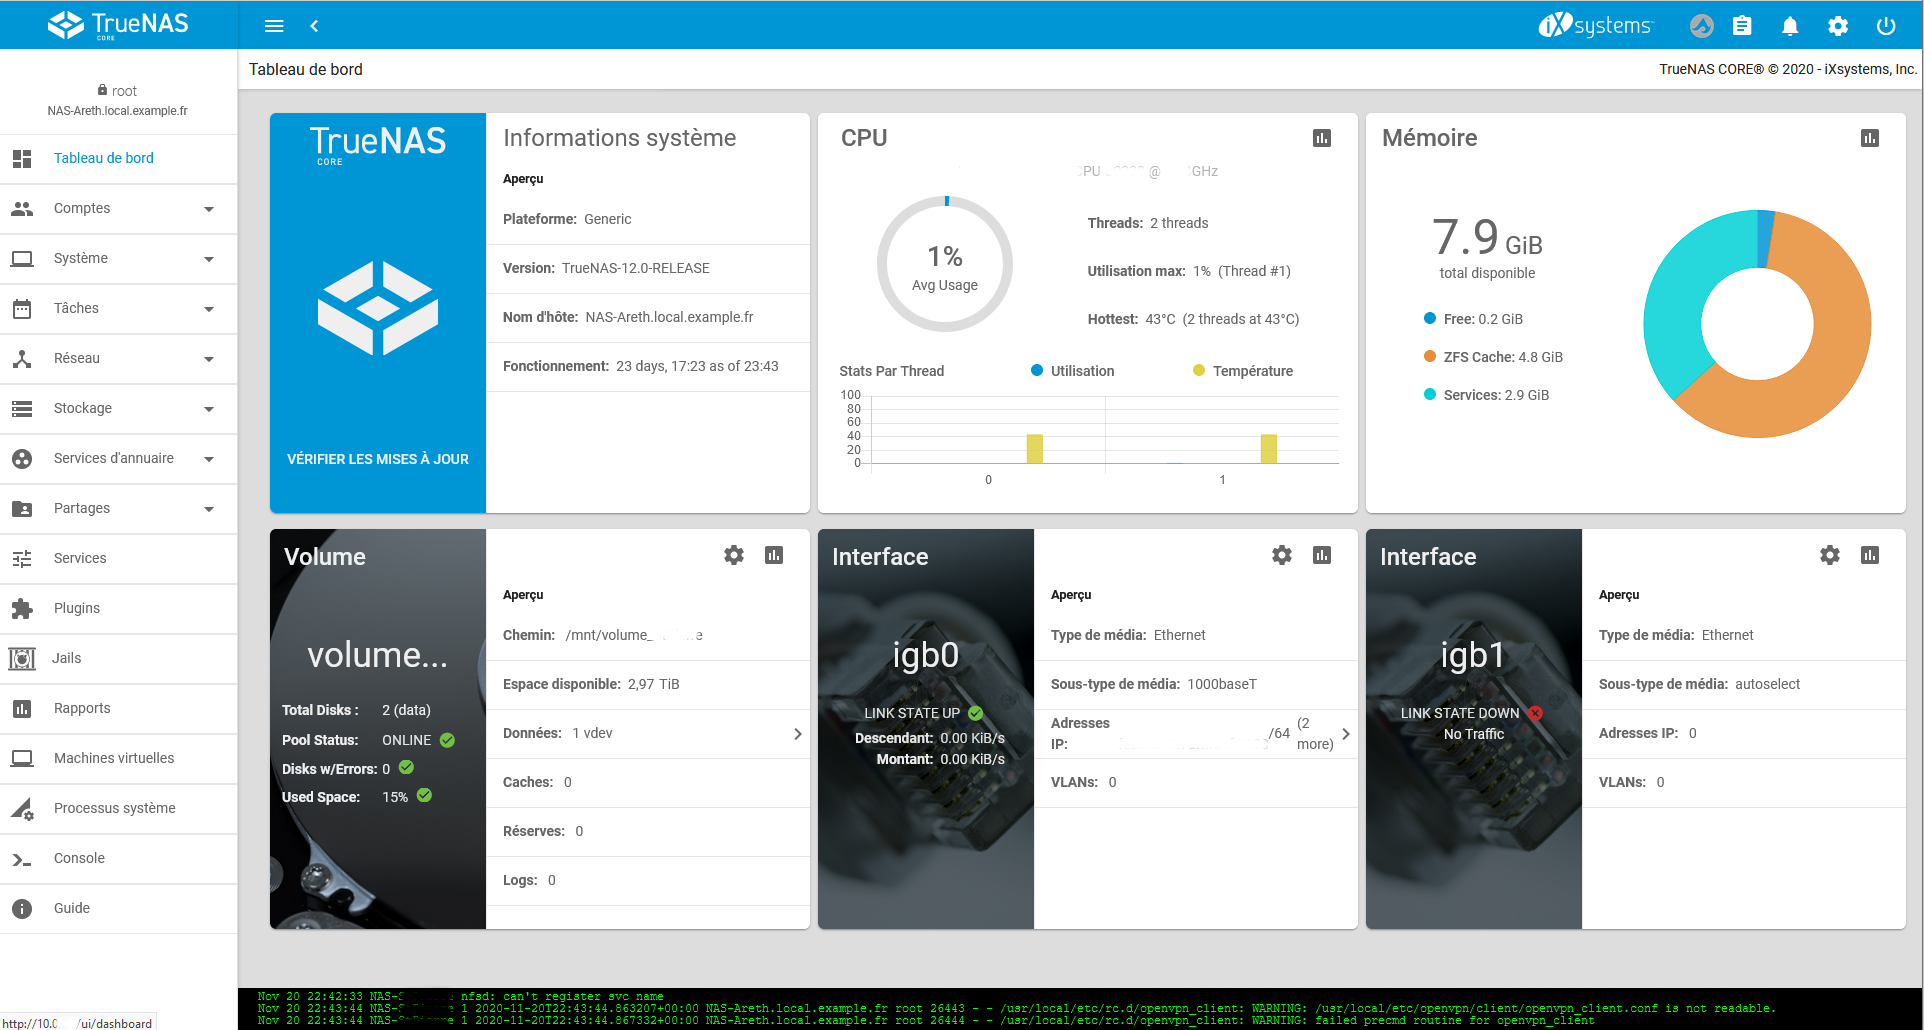 TrueNAS
CORE
iXsystems
root
NAS-Areth.local.example.fr
Tableau de bord
TrueNAS CORE® © 2020 - iXsystems, Inc.
Tableau de bord
Comptes
Système
Tâches
Réseau
Stockage
Services d'annuaire
Partages
Services
Plugins
Jails
Rapports
Machines virtuelles
Processus système
Console
Guide
TrueNAS
CORE
VÉRIFIER LES MISES À JOUR
Informations système
Aperçu
Plateforme: Generic
Version: TrueNAS-12.0-RELEASE
Nom d'hôte: NAS-Areth.local.example.fr
Fonctionnement: 23 days, 17:23 as of 23:43
CPU
CPU @ GHz
1%
Avg Usage
Threads: 2 threads
Utilisation max: 1% (Thread #1)
Hottest: 43°C (2 threads at 43°C)
Stats Par Thread
Utilisation
Température
100
80
60
40
20
0
0
1
Mémoire
7.9 GiB
total disponible
Free: 0.2 GiB
ZFS Cache: 4.8 GiB
Services: 2.9 GiB
Volume
volume...
Total Disks : 2 (data)
Pool Status: ONLINE
Disks w/Errors: 0
Used Space: 15%
Aperçu
Chemin: /mnt/volume_
Espace disponible: 2,97 TiB
Données: 1 vdev
Caches: 0
Réserves: 0
Logs: 0
Interface
igb0
LINK STATE UP
Descendant: 0.00 KiB/s
Montant: 0.00 KiB/s
Aperçu
Type de média: Ethernet
Sous-type de média: 1000baseT
Adresses IP: /64 (2 more)
VLANs: 0
Interface
igb1
LINK STATE DOWN
No Traffic
Aperçu
Type de média: Ethernet
Sous-type de média: autoselect
Adresses IP: 0
VLANs: 0
Nov 20 22:42:33 NAS- nfsd: can't register svc name
Nov 20 22:43:44 NAS- 1 2020-11-20T22:43:44.863207+00:00 NAS-Areth.local.example.fr root 26443 - - /usr/local/etc/rc.d/openvpn_client: WARNING: /usr/local/etc/openvpn/client/openvpn_client.conf is not readable.
Nov 20 22:43:44 NAS- 1 2020-11-20T22:43:44.867332+00:00 NAS-Areth.local.example.fr root 26444 - - /usr/local/etc/rc.d/openvpn_client: WARNING: failed precmd routine for openvpn_client
http://10.0. /ui/dashboard